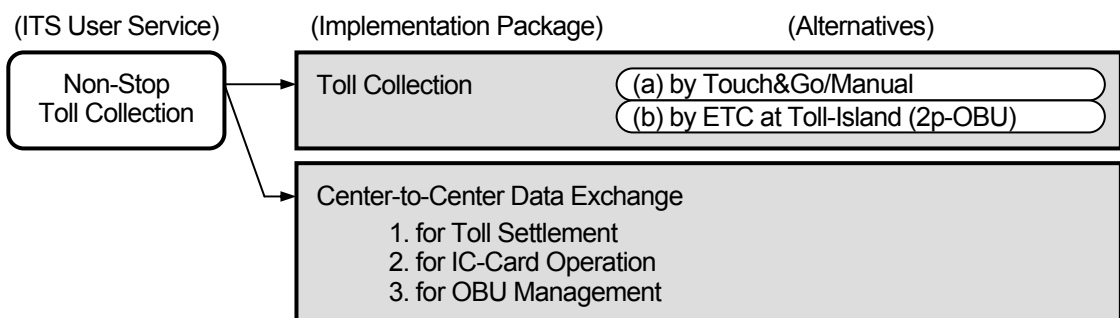 (ITS User Service) (Implementation Package) (Alternatives)
Non-Stop
Toll Collection
Toll Collection
(a) by Touch&Go/Manual
(b) by ETC at Toll-Island (2p-OBU)
Center-to-Center Data Exchange
1. for Toll Settlement
2. for IC-Card Operation
3. for OBU Management